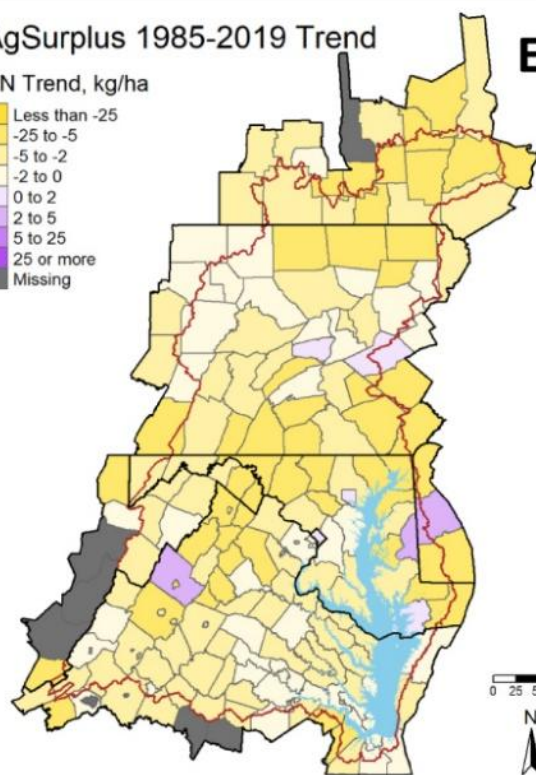 AgSurplus 1985-2019 Trend
N Trend, kg/ha
Less than -25
-25 to -5
-5 to -2
-2 to 0
0 to 2
2 to 5
5 to 25
25 or more
Missing
0 25 5
N